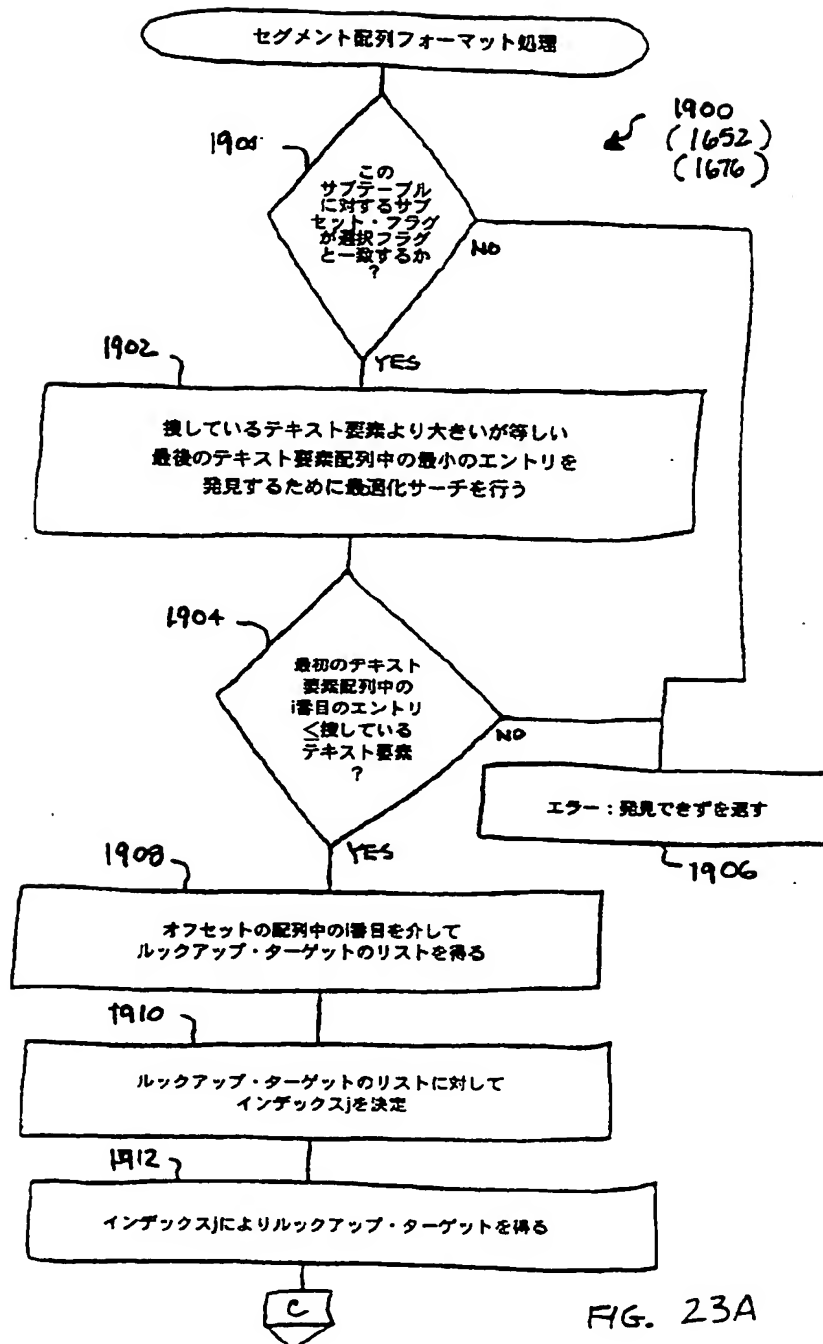 セグメント配列フォーマット処理
1900
(1652)
(1676)
190
この
サブテーブル
に対するサブ
セット・フラグ
が選択フラグ
と一致するか
?
NO
YES
1902
捜しているテキスト要素より大きいが等しい
最後のテキスト要素配列中の最小のエントリを
発見するために最適化サーチを行う
1904
最初のテキスト
要素配列中の
i番目のエントリ
≦捜している
テキスト要素
?
NO
YES
エラー：発見できずを返す
1906
1908
オフセットの配列中のi番目を介して
ルックアップ・ターゲットのリストを得る
1910
ルックアップ・ターゲットのリストに対して
インデックスjを決定
1912
インデックスjによりルックアップ・ターゲットを得る
C
FIG. 23A